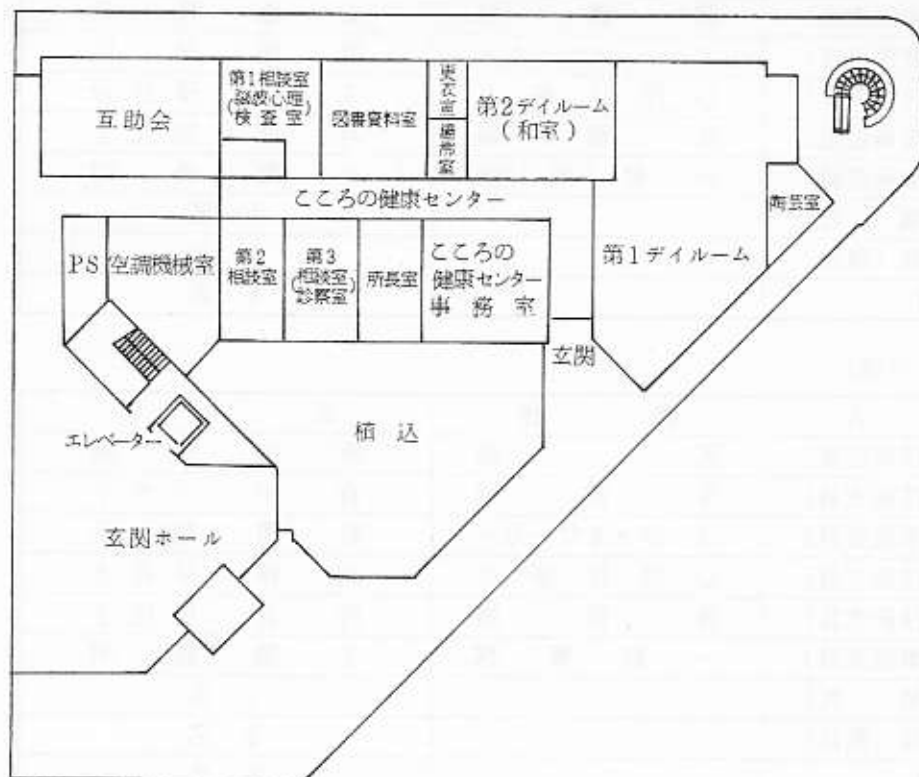 互助会
第1相談室
(脳波心理)
検査室
図書資料室
更衣室
第2デイルーム
(和室)
こころの健康センター
陶芸室
PS
空調機械室
第2
相談室
第3
(相談室)
診察室
所長室
こころの
健康センター
事務室
第1デイルーム
玄関
エレベーター
植込
玄関ホール